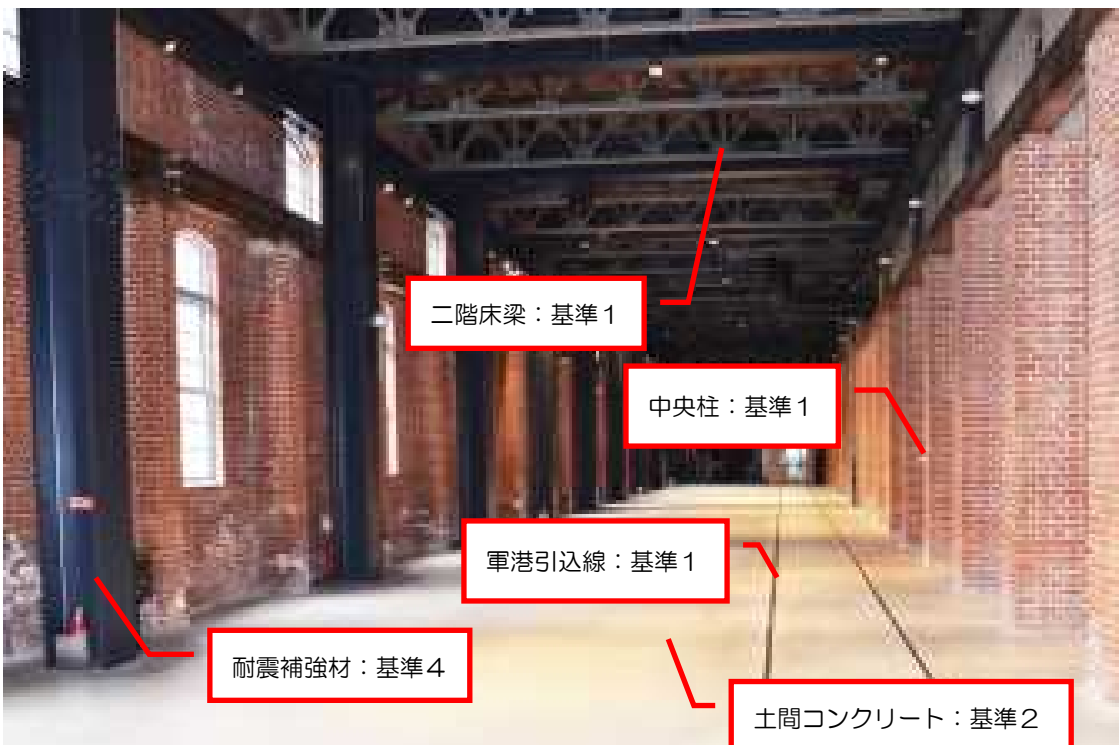 二階床梁：基準１
中央柱：基準１
軍港引込線：基準１
耐震補強材：基準４
土間コンクリート：基準２